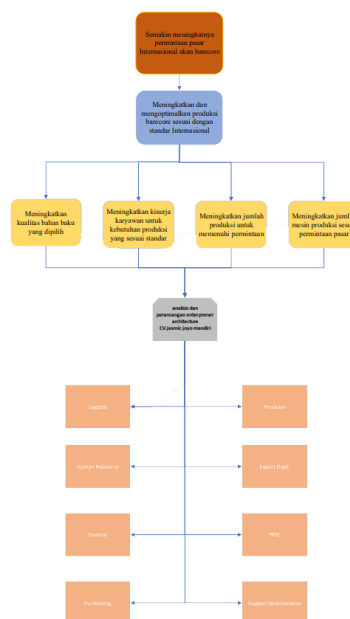 Semakin meningkatnya
permintaan pasar
Internasional akan barecore
Meningkatkan dan
mengoptimalkan produksi
barecore sesuai dengan
standar Internasional
Meningkatkan
kualitas bahan baku
yang dipilih
Meningkatkan kinerja
karyawan untuk
kebutuhan produksi
yang sesuai standar
Meningkatkan jumlah
produksi untuk
memenuhi permintaan
Meningkatkan juml
mesin produksi sesu
permintaan pasar
analisis dan
perancangan enterprener
architecture
CV.jasmic joyo mandiri
Logistik
Produksi
Human Resource
Export Dept.
Finance
PPIC
Purchasing
Support Maintenance